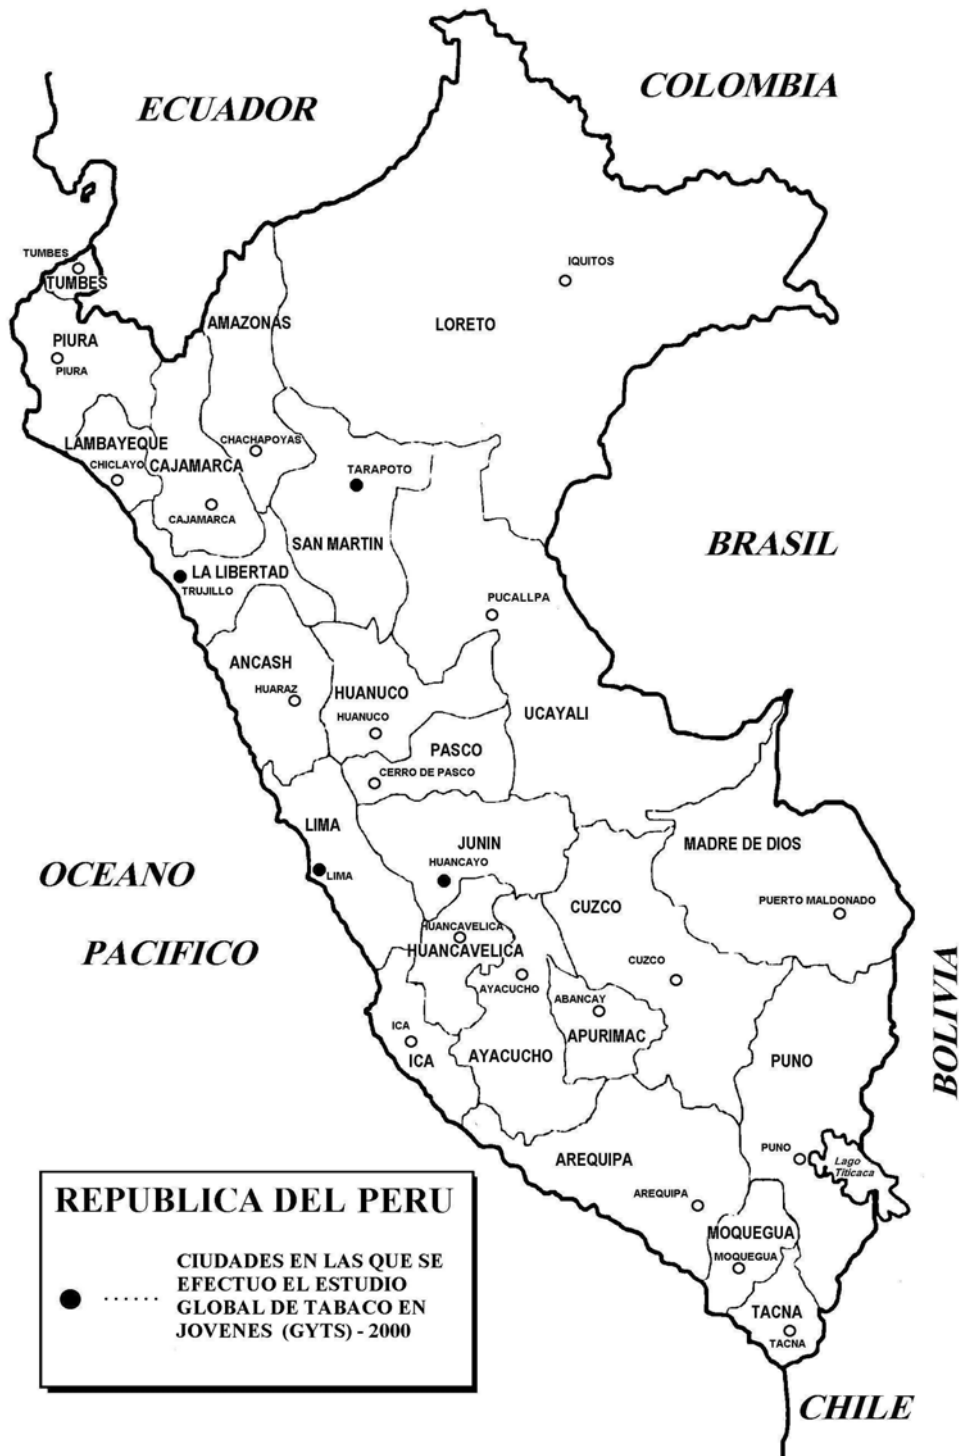 COLOMBIA
ECUADOR
TUMBES
TUMBES
IQUITOS
AMAZONAS
LORETO
PIURA
PIURA
LAMBAYEQUE
CHACHAPOYAS
CHICLAYO
CAJAMARCA
TARAPOTO
CAJAMARCA
SAN MARTIN
BRASIL
LA LIBERTAD
TRUJILLO
PUCALLPA
ANCASH
HUARAZ
HUANUCO
HUANUCO
UCAYALI
PASCO
CERRO DE PASCO
LIMA
JUNIN
MADRE DE DIOS
HUANCAYO
LIMA
OCEANO
PACIFICO
CUZCO
PUERTO MALDONADO
HUANCAVELICA
HUANCAVELICA
CUZCO
AYACUCHO
ABANCAY
BOLIVIA
ICA
ICA
APURIMAC
AYACUCHO
PUNO
AREQUIPA
PUNO
Lago
Titicaca
AREQUIPA
MOQUEGUA
MOQUEGUA
TACNA
TACNA
CHILE
REPUBLICA DEL PERU
CIUDADES EN LAS QUE SE
EFECTUO EL ESTUDIO
GLOBAL DE TABACO EN
JOVENES (GYTS) - 2000